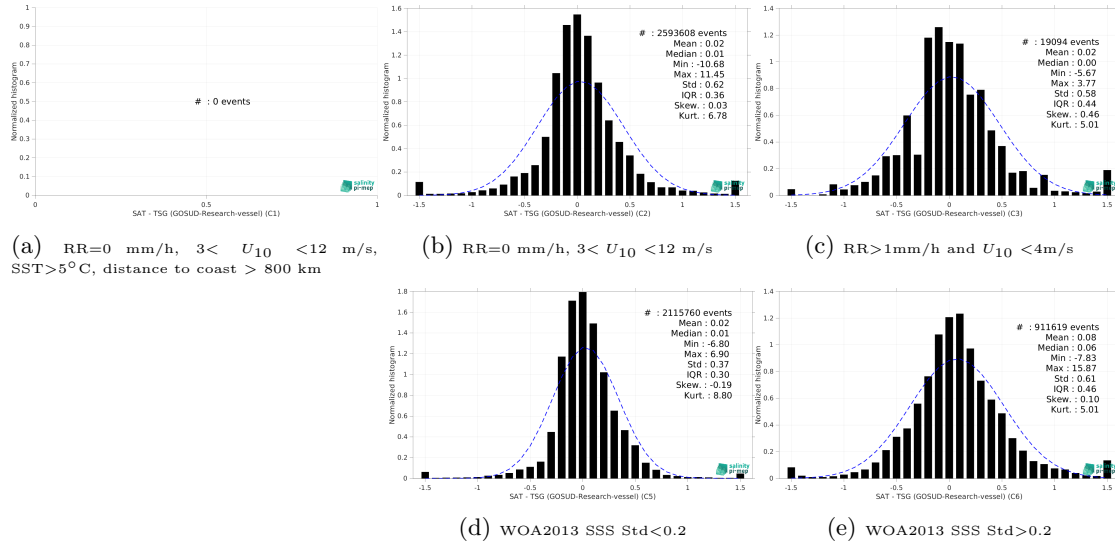 1
0.9
0.8
0.7
0.6
0.5
0.4
0.3
0.2
0.1
0
Normalized histogram
# : 0 events
0 0.5 1
SAT - TSG (GOSUD-Research-vessel) (C1)
salinity
pi-mep
(a) RR=0 mm/h, 3< U10 <12 m/s,
SST>5°C, distance to coast > 800 km
1.6
1.4
1.2
1
0.8
0.6
0.4
0.2
0
Normalized histogram
# : 2593608 events
Mean : 0.02
Median : 0.01
Min : -10.68
Max : 11.45
Std : 0.62
IQR : 0.36
Skew. : 0.03
Kurt. : 6.78
-1.5 -1 -0.5 0 0.5 1 1.5
SAT - TSG (GOSUD-Research-vessel) (C2)
salinity
pi-mep
(b) RR=0 mm/h, 3< U10 <12 m/s
1.4
1.2
1
0.8
0.6
0.4
0.2
0
Normalized histogram
# : 19094 events
Mean : 0.02
Median : 0.00
Min : -5.67
Max : 3.77
Std : 0.58
IQR : 0.44
Skew. : 0.46
Kurt. : 5.01
-1.5 -1 -0.5 0 0.5 1 1.5
SAT - TSG (GOSUD-Research-vessel) (C3)
salinity
pi-mep
(c) RR>1mm/h and U10 <4m/s
1.8
1.6
1.4
1.2
1
0.8
0.6
0.4
0.2
0
Normalized histogram
# : 2115760 events
Mean : 0.02
Median : 0.01
Min : -6.80
Max : 6.90
Std : 0.37
IQR : 0.30
Skew. : -0.19
Kurt. : 8.80
-1.5 -1 -0.5 0 0.5 1 1.5
SAT - TSG (GOSUD-Research-vessel) (C5)
salinity
pi-mep
(d) WOA2013 SSS Std<0.2
1.4
1.2
1
0.8
0.6
0.4
0.2
0
Normalized histogram
# : 911619 events
Mean : 0.08
Median : 0.06
Min : -7.83
Max : 15.87
Std : 0.61
IQR : 0.46
Skew. : 0.10
Kurt. : 5.01
-1.5 -1 -0.5 0 0.5 1 1.5
SAT - TSG (GOSUD-Research-vessel) (C6)
salinity
pi-mep
(e) WOA2013 SSS Std>0.2